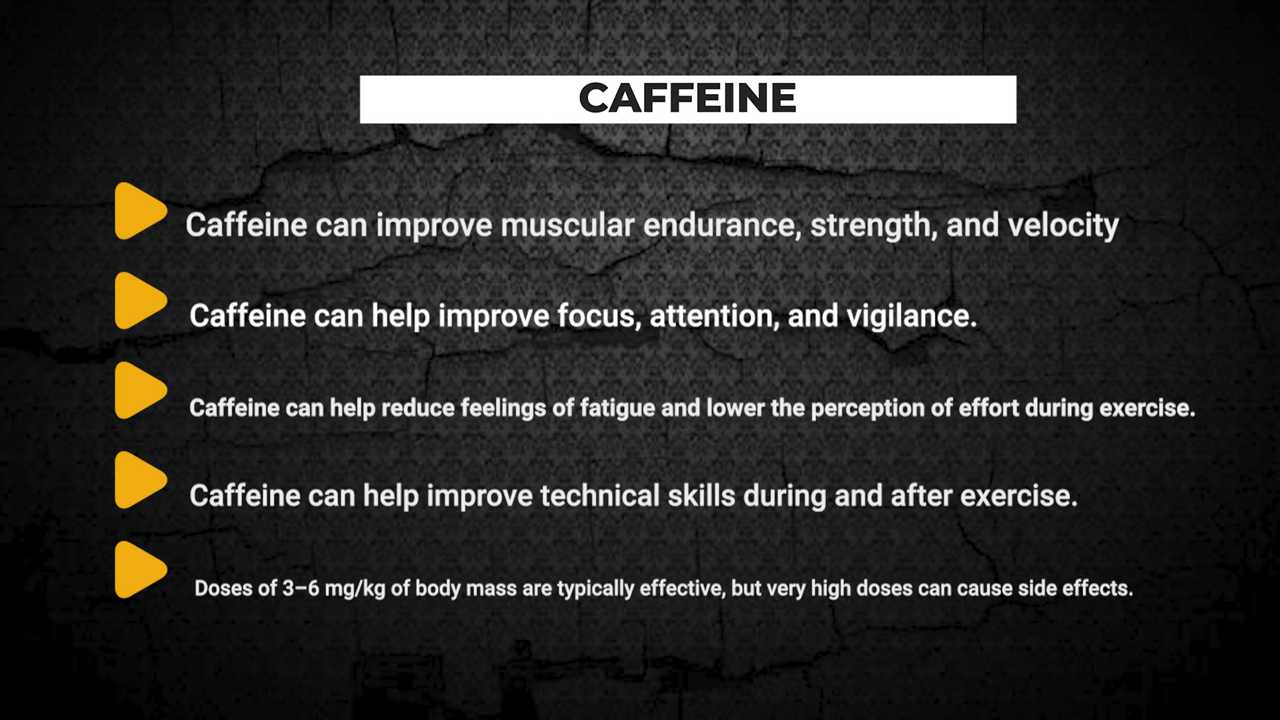 CAFFEINE
Caffeine can improve muscular endurance, strength, and velocity
Caffeine can help improve focus, attention, and vigilance.
Caffeine can help reduce feelings of fatigue and lower the perception of effort during exercise.
Caffeine can help improve technical skills during and after exercise.
Doses of 3–6 mg/kg of body mass are typically effective, but very high doses can cause side effects.